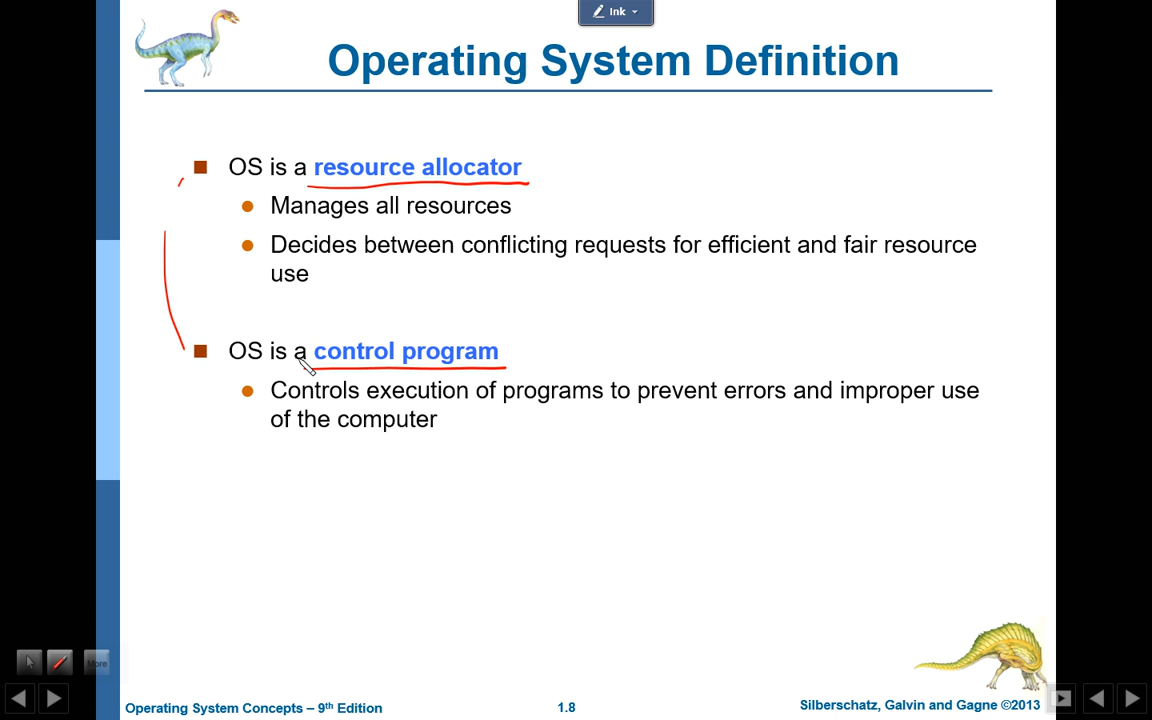 Ink
Operating System Definition
OS is a resource allocator
Manages all resources
Decides between conflicting requests for efficient and fair resource
use
OS is a control program
Controls execution of programs to prevent errors and improper use
of the computer
More
Operating System Concepts – 9th Edition
1.8
Silberschatz, Galvin and Gagne ©2013